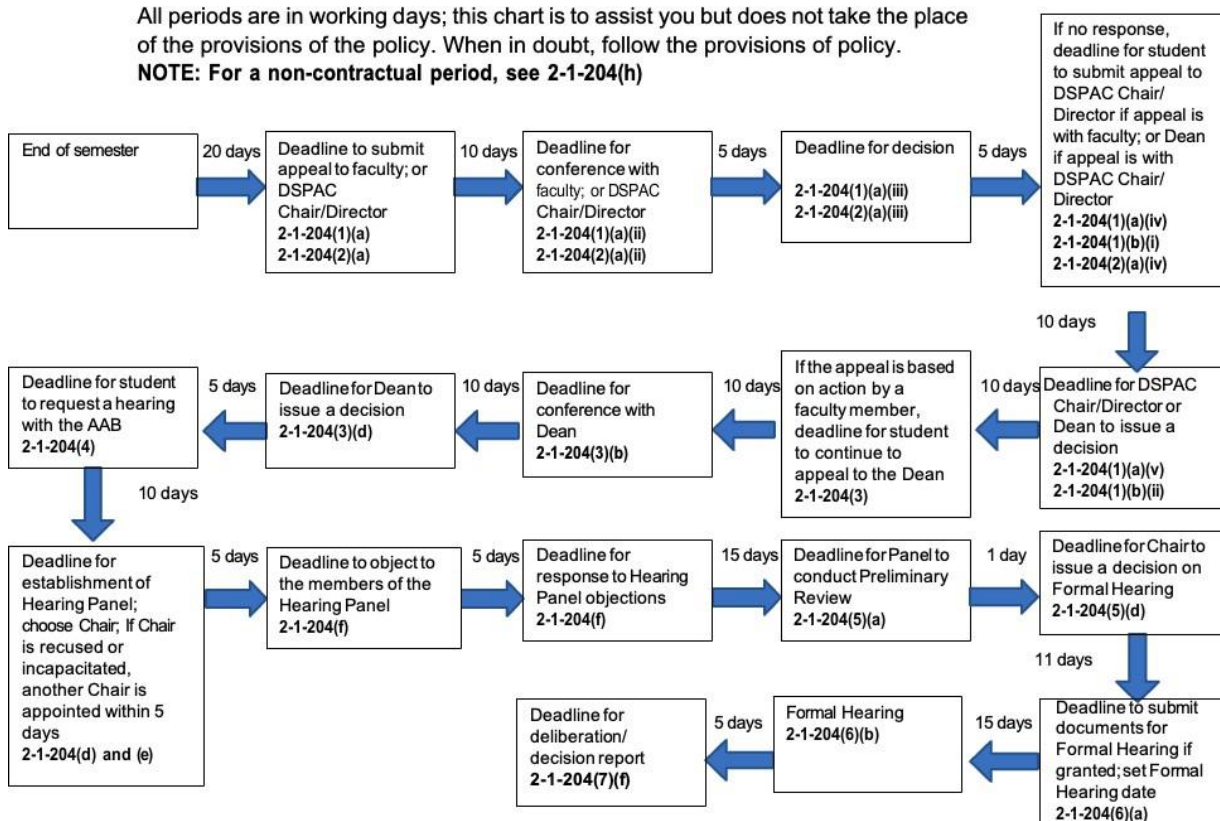 All periods are in working days; this chart is to assist you but does not take the place
of the provisions of the policy. When in doubt, follow the provisions of policy.
NOTE: For a non-contractual period, see 2-1-204(h)
End of semester
20 days
Deadline to submit
appeal to faculty; or
DSPAC
Chair/Director
2-1-204(1)(a)
2-1-204(2)(a)
10 days
Deadline for
conference with
faculty; or DSPAC
Chair/Director
2-1-204(1)(a)(ii)
2-1-204(2)(a)(ii)
5 days
Deadline for decision
2-1-204(1)(a)(iii)
2-1-204(2)(a)(iii)
5 days
If no response,
deadline for student
to submit appeal to
DSPAC Chair/
Director if appeal is
with faculty; or Dean
if appeal is with
DSPAC Chair/
Director
2-1-204(1)(a)(iv)
2-1-204(1)(b)(i)
2-1-204(2)(a)(iv)
10 days
Deadline for DSPAC
Chair/Director or
Dean to issue a
decision
2-1-204(1)(a)(v)
2-1-204(1)(b)(ii)
10 days
If the appeal is based
on action by a
faculty member,
deadline for student
to continue to
appeal to the Dean
2-1-204(3)
10 days
Deadline for
conference with
Dean
2-1-204(3)(b)
10 days
Deadline for Dean to
issue a decision
2-1-204(3)(d)
5 days
Deadline for student
to request a hearing
with the AAB
2-1-204(4)
10 days
Deadline for
establishment of
Hearing Panel;
choose Chair; If Chair
is recused or
incapacitated,
another Chair is
appointed within 5
days
2-1-204(d) and (e)
5 days
Deadline to object to
the members of the
Hearing Panel
2-1-204(f)
5 days
Deadline for
response to Hearing
Panel objections
2-1-204(f)
15 days
Deadline for Panel to
conduct Preliminary
Review
2-1-204(5)(a)
1 day
Deadline for Chair to
issue a decision on
Formal Hearing
2-1-204(5)(d)
11 days
Deadline to submit
documents for
Formal Hearing if
granted; set Formal
Hearing date
2-1-204(6)(a)
15 days
Formal Hearing
2-1-204(6)(b)
5 days
Deadline for
deliberation/
decision report
2-1-204(7)(f)